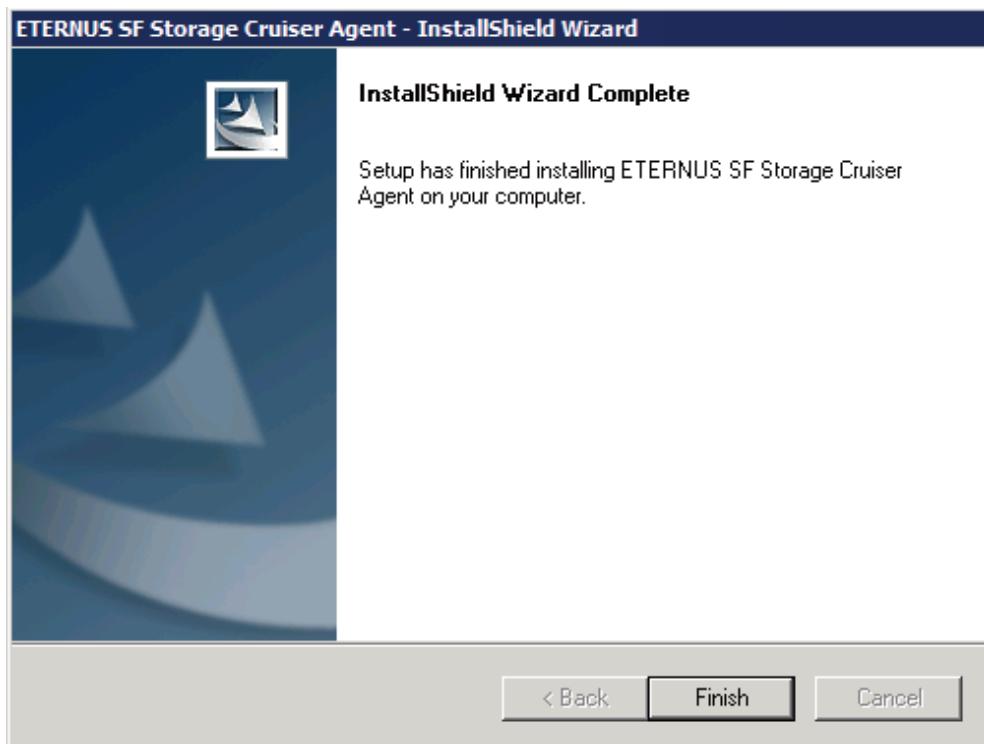 ETERNUS SF Storage Cruiser Agent - InstallShield Wizard
InstallShield Wizard Complete
Setup has finished installing ETERNUS SF Storage Cruiser
Agent on your computer.
< Back Finish Cancel